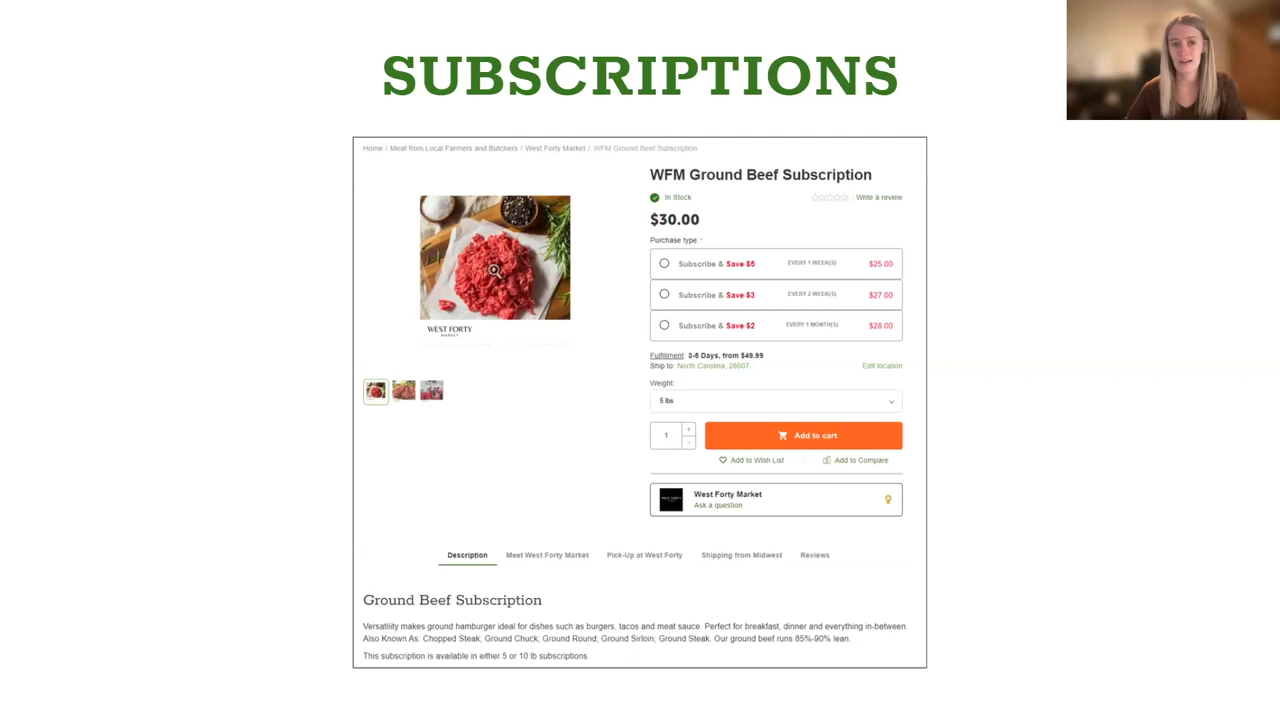 SUBSCRIPTIONS
Home / Meat from Local Farmers and Butchers / West Forty Market / WFM Ground Beef Subscription
WFM Ground Beef Subscription
In Stock
Write a review
$30.00
Purchase type: *
Subscribe & Save $5 EVERY 1 WEEK(S) $25.00
Subscribe & Save $3 EVERY 2 WEEK(S) $27.00
Subscribe & Save $2 EVERY 1 MONTH(S) $28.00
WEST FORTY
MARKET
Fulfillment 3-5 Days, from $49.99
Ship to: North Carolina, 28607 Edit location
Weight:
5 lbs
1 + −
Add to cart
Add to Wish List Add to Compare
West Forty Market
Ask a question
Description Meet West Forty Market Pick-Up at West Forty Shipping from Midwest Reviews
Ground Beef Subscription
Versatility makes ground hamburger ideal for dishes such as burgers, tacos and meat sauce. Perfect for breakfast, dinner and everything in-between.
Also Known As: Chopped Steak; Ground Chuck; Ground Round; Ground Sirloin; Ground Steak. Our ground beef runs 85%-90% lean.
This subscription is available in either 5 or 10 lb subscriptions.